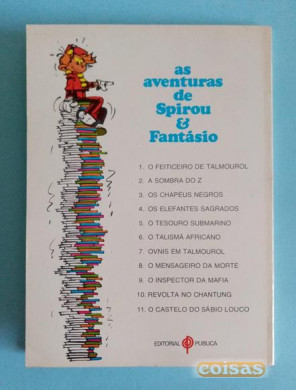 as
aventuras
de
Spirou
&
Fantásio
1. O FEITICEIRO DE TALMOUROL
2. A SOMBRA DO Z
3. OS CHAPÉUS NEGROS
4. OS ELEFANTES SAGRADOS
5. O TESOURO SUBMARINO
6. O TALISMÃ AFRICANO
7. OVNIS EM TALMOUROL
8. O MENSAGEIRO DA MORTE
9. O INSPECTOR DA MAFIA
10. REVOLTA NO CHANTUNG
11. O CASTELO DO SÁBIO LOUCO
EDITORIAL PUBLICA
coisas